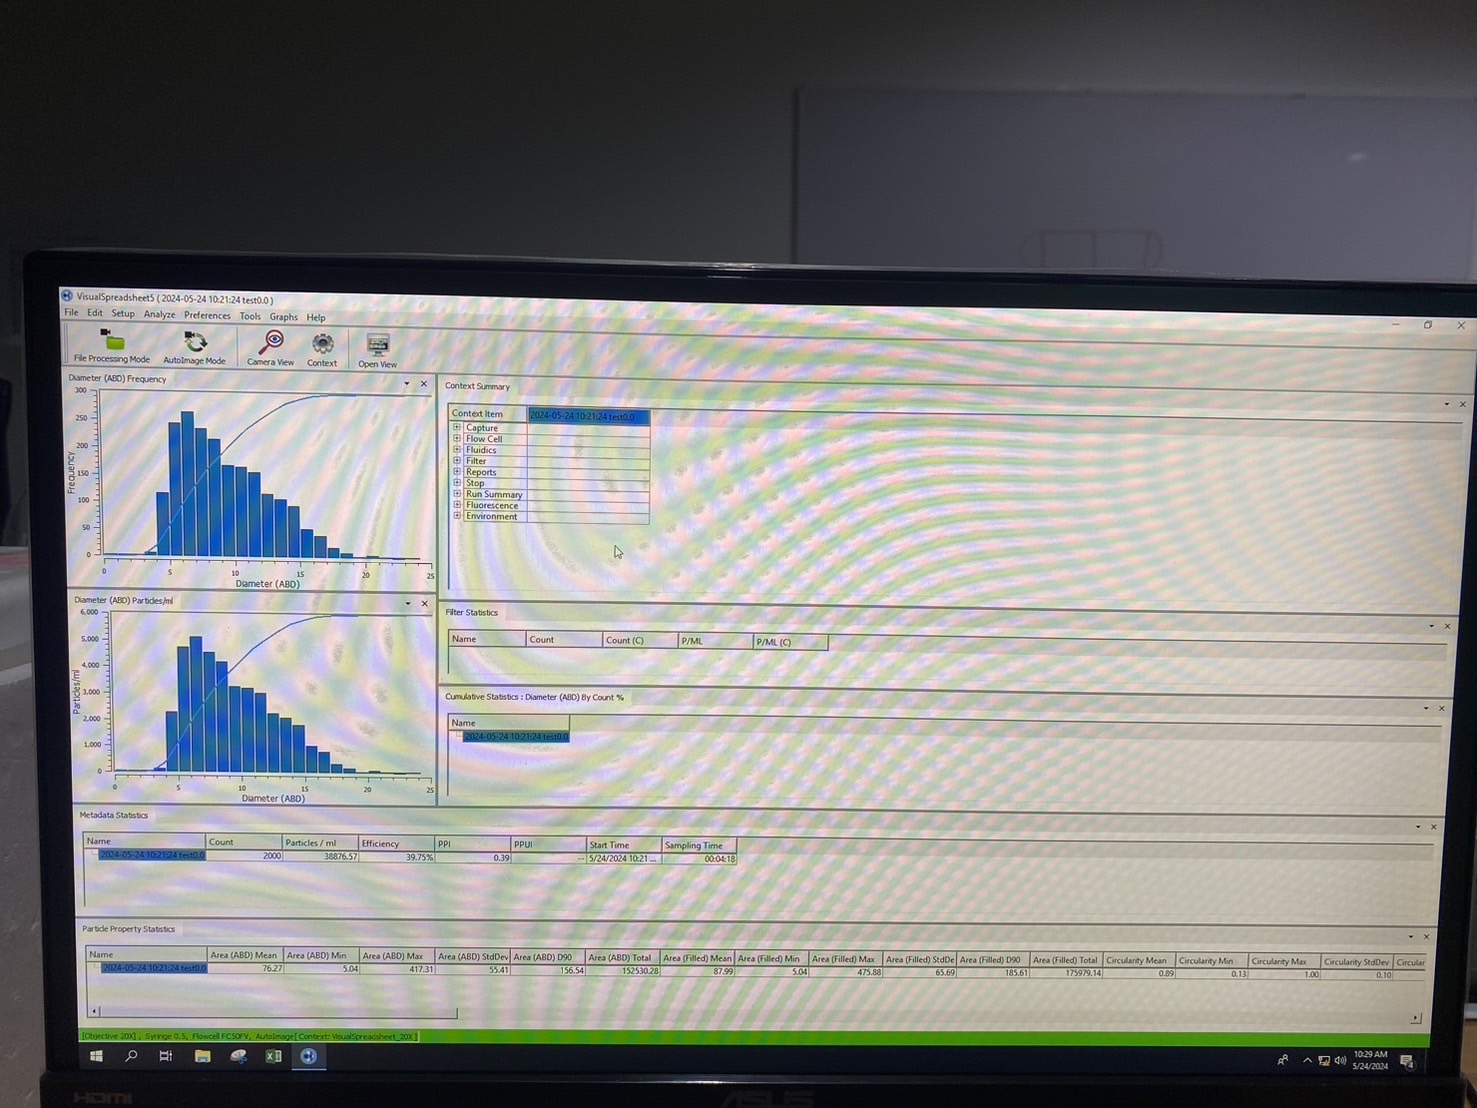 VisualSpreadsheet5 ( 2024-05-24 10:21:24 test0.0 )
File Edit Setup Analyze Preferences Tools Graphs Help
File Processing Mode AutoImage Mode Camera View Context Open View
Diameter (ABD) Frequency
300
250
200
150
100
50
0
Frequency
0 5 10 15 20 25
Diameter (ABD)
Diameter (ABD) Particles/ml
6,000
5,000
4,000
3,000
2,000
1,000
0
Particles/ml
0 5 10 15 20 25
Diameter (ABD)
Context Summary
Context Item 2024-05-24 10:21:24 test0.0
Capture
Flow Cell
Fluidics
Filter
Reports
Stop
Run Summary
Fluorescence
Environment
Filter Statistics
Name Count Count (C) P/ML P/ML (C)
Cumulative Statistics : Diameter (ABD) By Count %
Name
2024-05-24 10:21:24 test0.0
Metadata Statistics
Name Count Particles / ml Efficiency PPI PPUI Start Time Sampling Time
2024-05-24 10:21:24 test0.0 2000 38876.57 39.75% 0.39 -- 5/24/2024 10:21 ... 00:04:18
Particle Property Statistics
Name Area (ABD) Mean Area (ABD) Min Area (ABD) Max Area (ABD) StdDev Area (ABD) D90 Area (ABD) Total Area (Filled) Mean Area (Filled) Min Area (Filled) Max Area (Filled) StdDe Area (Filled) D90 Area (Filled) Total Circularity Mean Circularity Min Circularity Max Circularity StdDev Circular
2024-05-24 10:21:24 test0.0 76.27 5.04 417.31 55.41 156.54 152530.28 87.99 5.04 475.88 65.69 185.61 175979.14 0.89 0.13 1.00 0.10
[Objective 20X] , Syringe 0.5, Flowcell FC50FV, AutoImage[ Context: VisualSpreadsheet_20X ]
10:29 AM
5/24/2024
4
HDMI
ASUS